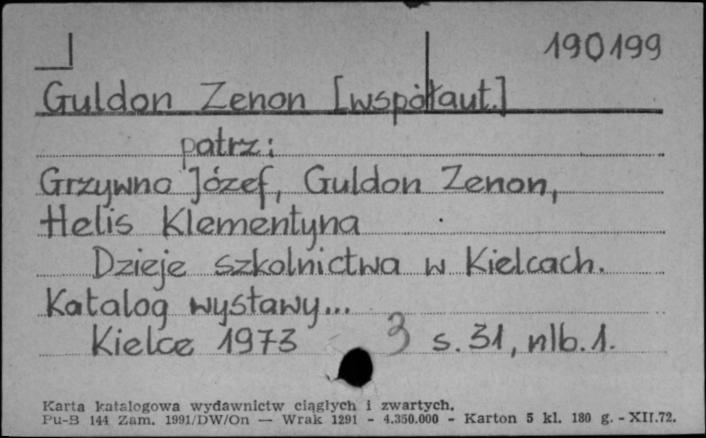 190199
Guldon Zenon [współaut.]
patrz:
Grzywna Józef, Guldon Zenon,
Helis Klementyna
Dzieje szkolnictwa w Kielcach.
Katalog wystawy...
Kielce 1973 3 s. 31, nlb. 1.
Karta katalogowa wydawnictw ciągłych i zwartych.
Pu-B 144 Zam. 1991/DW/On — Wrak 1291 - 4.350.000 - Karton 5 kl. 180 g. - XII.72.